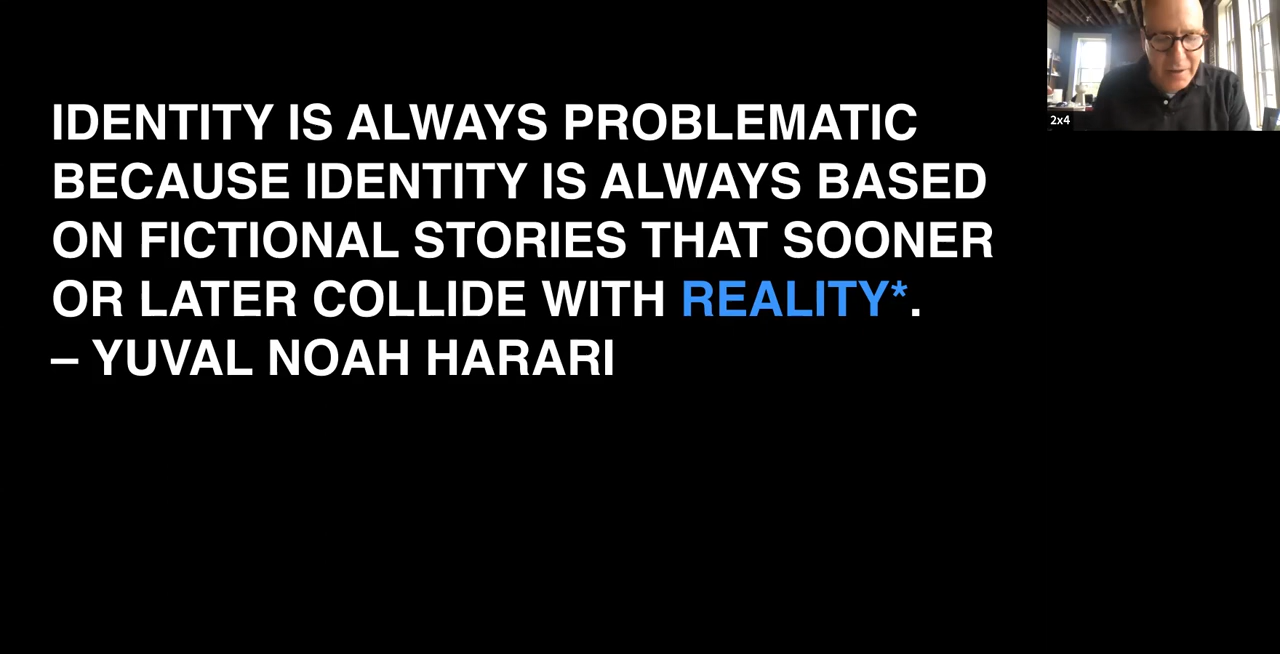 IDENTITY IS ALWAYS PROBLEMATIC
BECAUSE IDENTITY IS ALWAYS BASED
ON FICTIONAL STORIES THAT SOONER
OR LATER COLLIDE WITH REALITY*.
– YUVAL NOAH HARARI
2x4